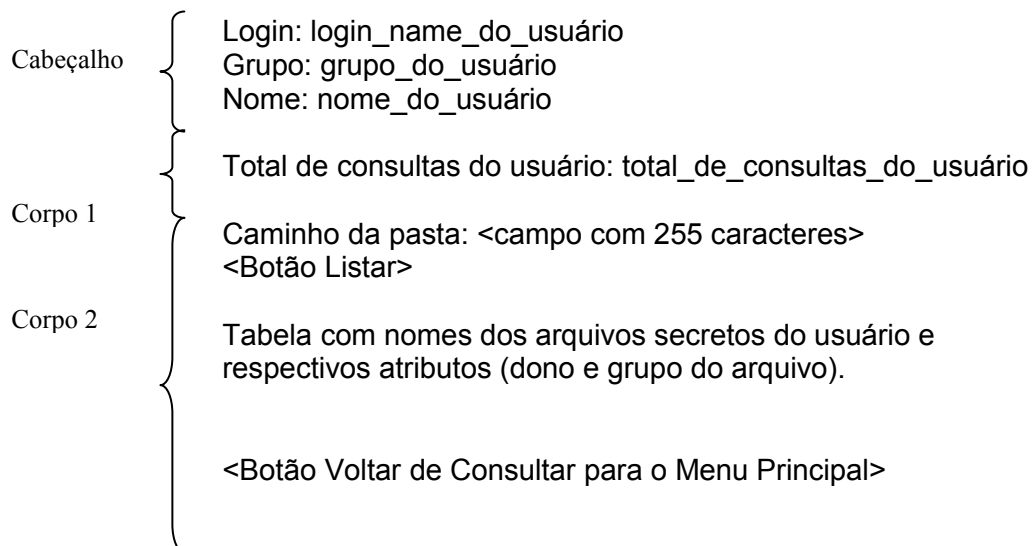 Cabeçalho
Login: login_name_do_usuário
Grupo: grupo_do_usuário
Nome: nome_do_usuário
Total de consultas do usuário: total_de_consultas_do_usuário
Corpo 1
Caminho da pasta: <campo com 255 caracteres>
<Botão Listar>
Corpo 2
Tabela com nomes dos arquivos secretos do usuário e
respectivos atributos (dono e grupo do arquivo).
<Botão Voltar de Consultar para o Menu Principal>